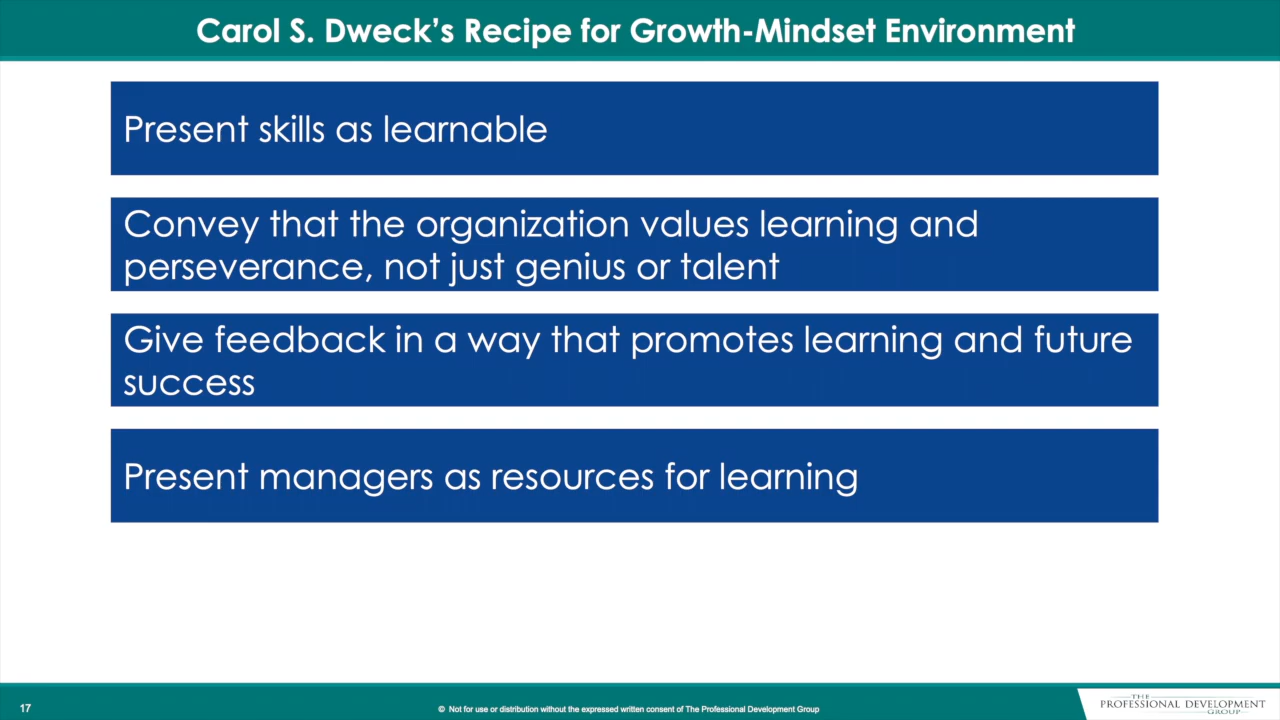 Carol S. Dweck’s Recipe for Growth-Mindset Environment
Present skills as learnable
Convey that the organization values learning and
perseverance, not just genius or talent
Give feedback in a way that promotes learning and future
success
Present managers as resources for learning
17
© Not for use or distribution without the expressed written consent of The Professional Development Group
THE
PROFESSIONAL DEVELOPMENT
GROUP